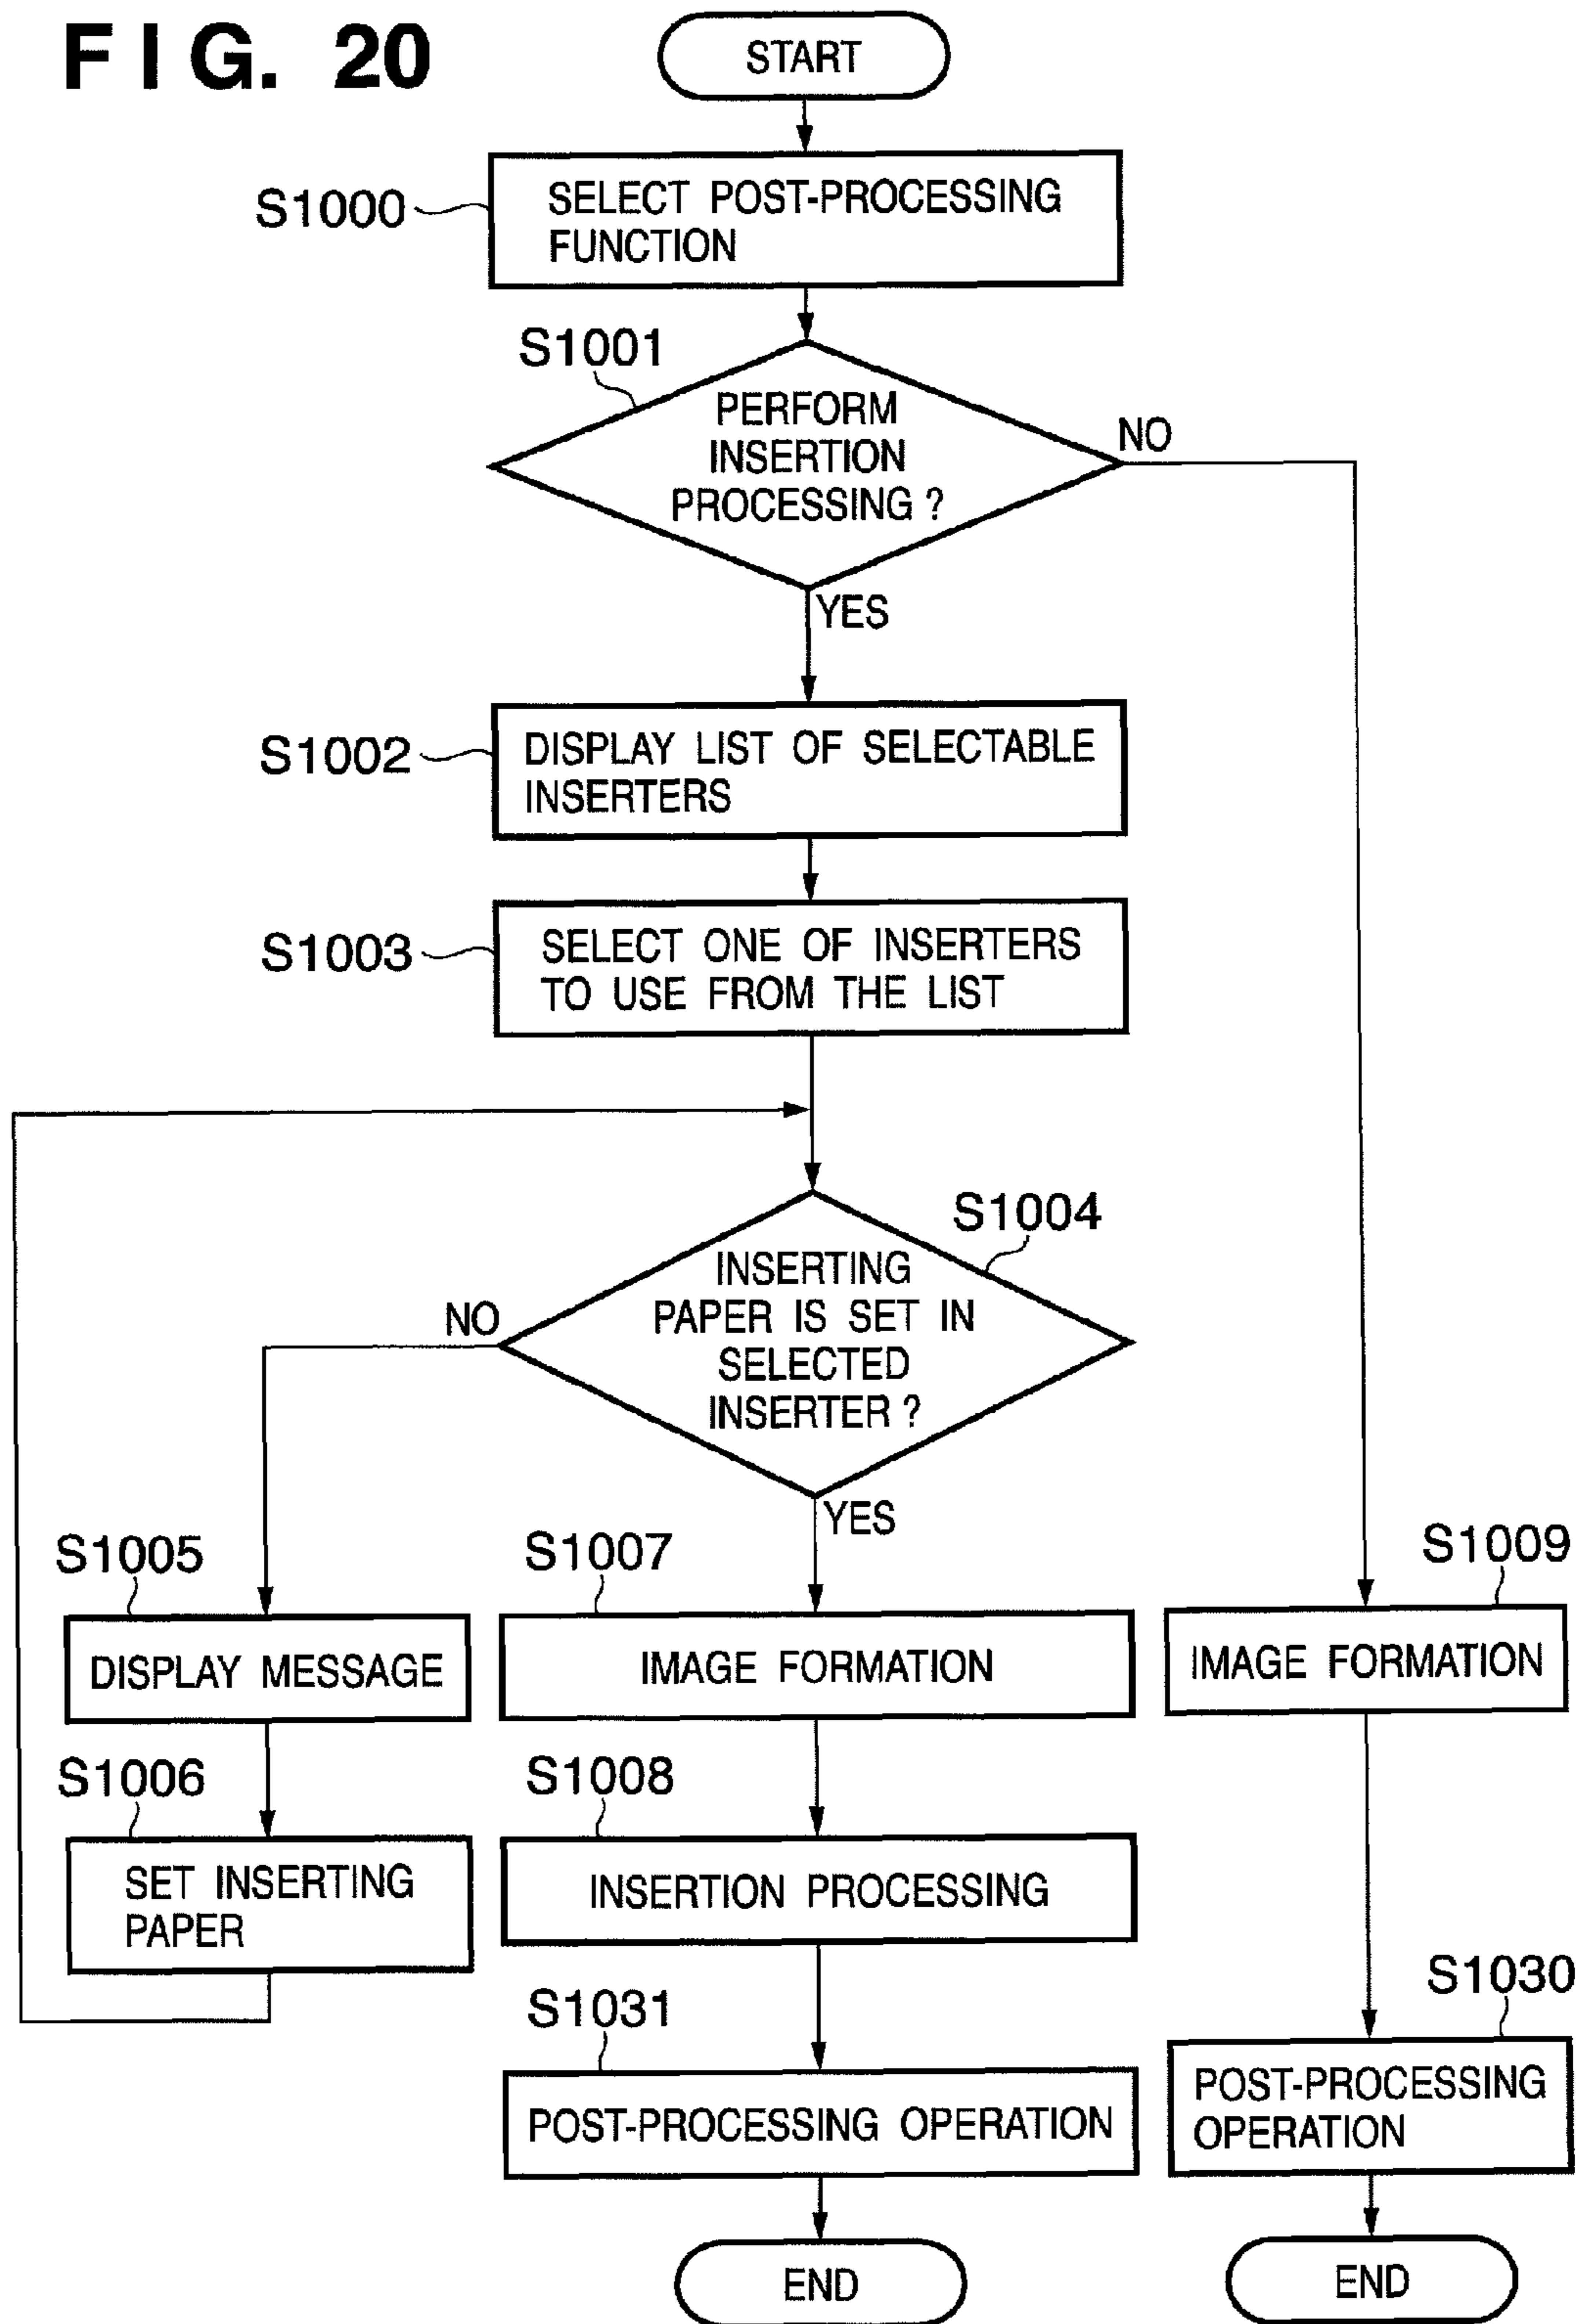 FIG. 20
START
S1000
SELECT POST-PROCESSING
FUNCTION
S1001
PERFORM
INSERTION
PROCESSING ?
NO
YES
S1002
DISPLAY LIST OF SELECTABLE
INSERTERS
S1003
SELECT ONE OF INSERTERS
TO USE FROM THE LIST
S1004
INSERTING
PAPER IS SET IN
SELECTED
INSERTER ?
NO
YES
S1005
DISPLAY MESSAGE
S1006
SET INSERTING
PAPER
S1007
IMAGE FORMATION
S1008
INSERTION PROCESSING
S1031
POST-PROCESSING OPERATION
END
S1009
IMAGE FORMATION
S1030
POST-PROCESSING
OPERATION
END